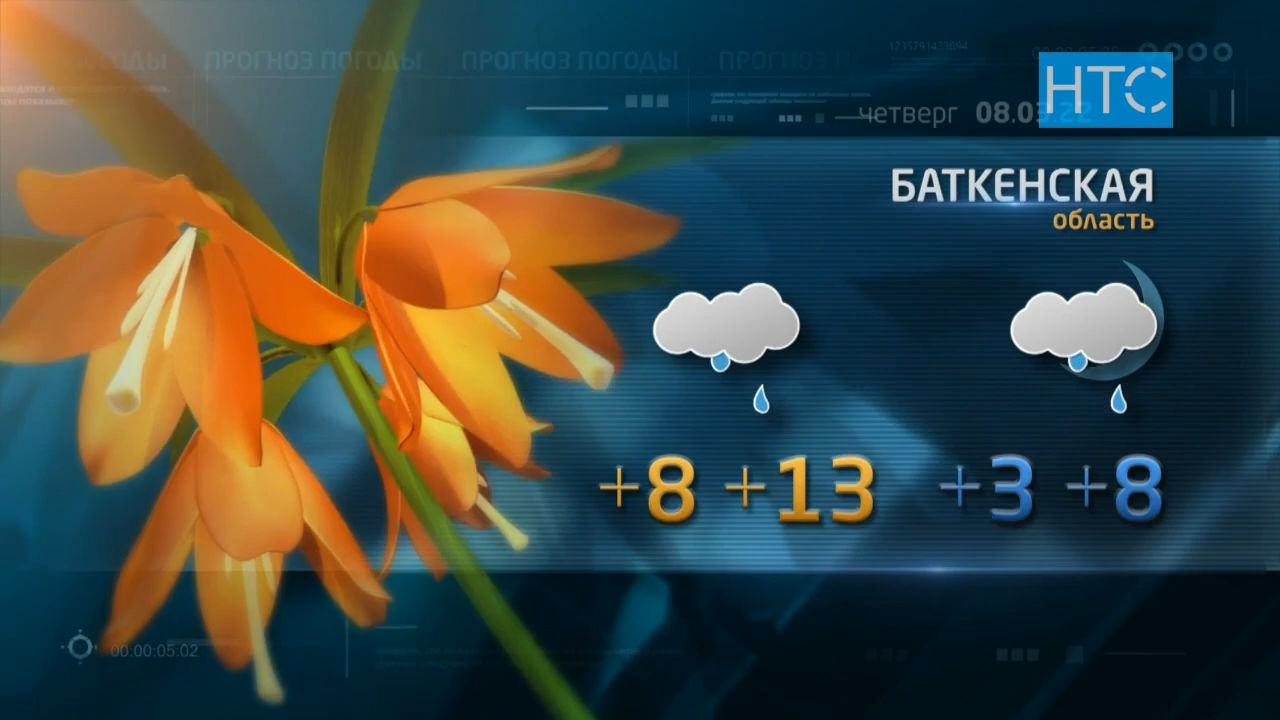 ПРОГНОЗ ПОГОДЫ ПРОГНОЗ ПОГОДЫ
1235791423894
НТС
четверг 08.03.22
БАТКЕНСКАЯ
область
+8 +13 +3 +8
00:00:05:02